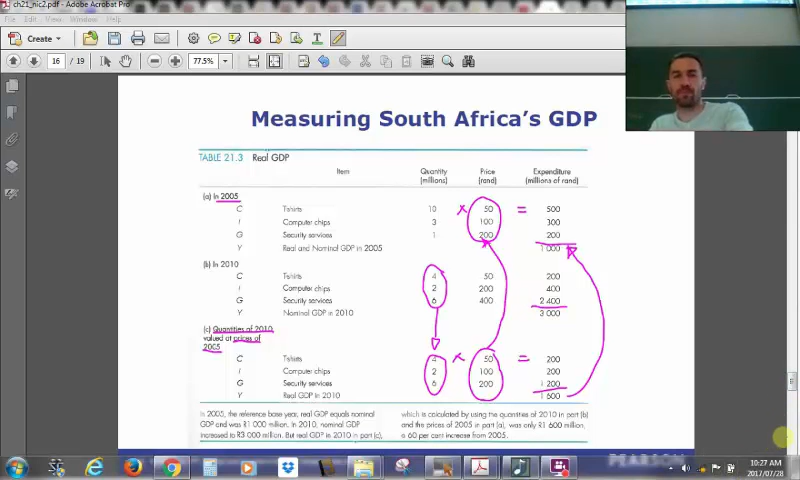 ch21_nic2.pdf - Adobe Acrobat Pro
File Edit View Window Help
Create
16 / 19 77.5%
Measuring South Africa's GDP
TABLE 21.3 Real GDP
Item Quantity (millions) Price (rand) Expenditure (millions of rand)
(a) In 2005
C T-shirts 10 × 50 = 500
I Computer chips 3 100 300
G Security services 1 200 200
Y Real and Nominal GDP in 2005 1 000
(b) In 2010
C T-shirts 4 50 200
I Computer chips 2 200 400
G Security services 6 400 2 400
Y Nominal GDP in 2010 3 000
(c) Quantities of 2010 valued at prices of 2005
C T-shirts 4 × 50 = 200
I Computer chips 2 100 200
G Security services 6 200 1 200
Y Real GDP in 2010 1 600
In 2005, the reference base year, real GDP equals nominal
GDP and was R1 000 million. In 2010, nominal GDP
increased to R3 000 million. But real GDP in 2010 in part (c),
which is calculated by using the quantities of 2010 in part (b)
and the prices of 2005 in part (a), was only R1 600 million,
a 60 per cent increase from 2005.
PEARSON
10:27 AM
2017/07/28